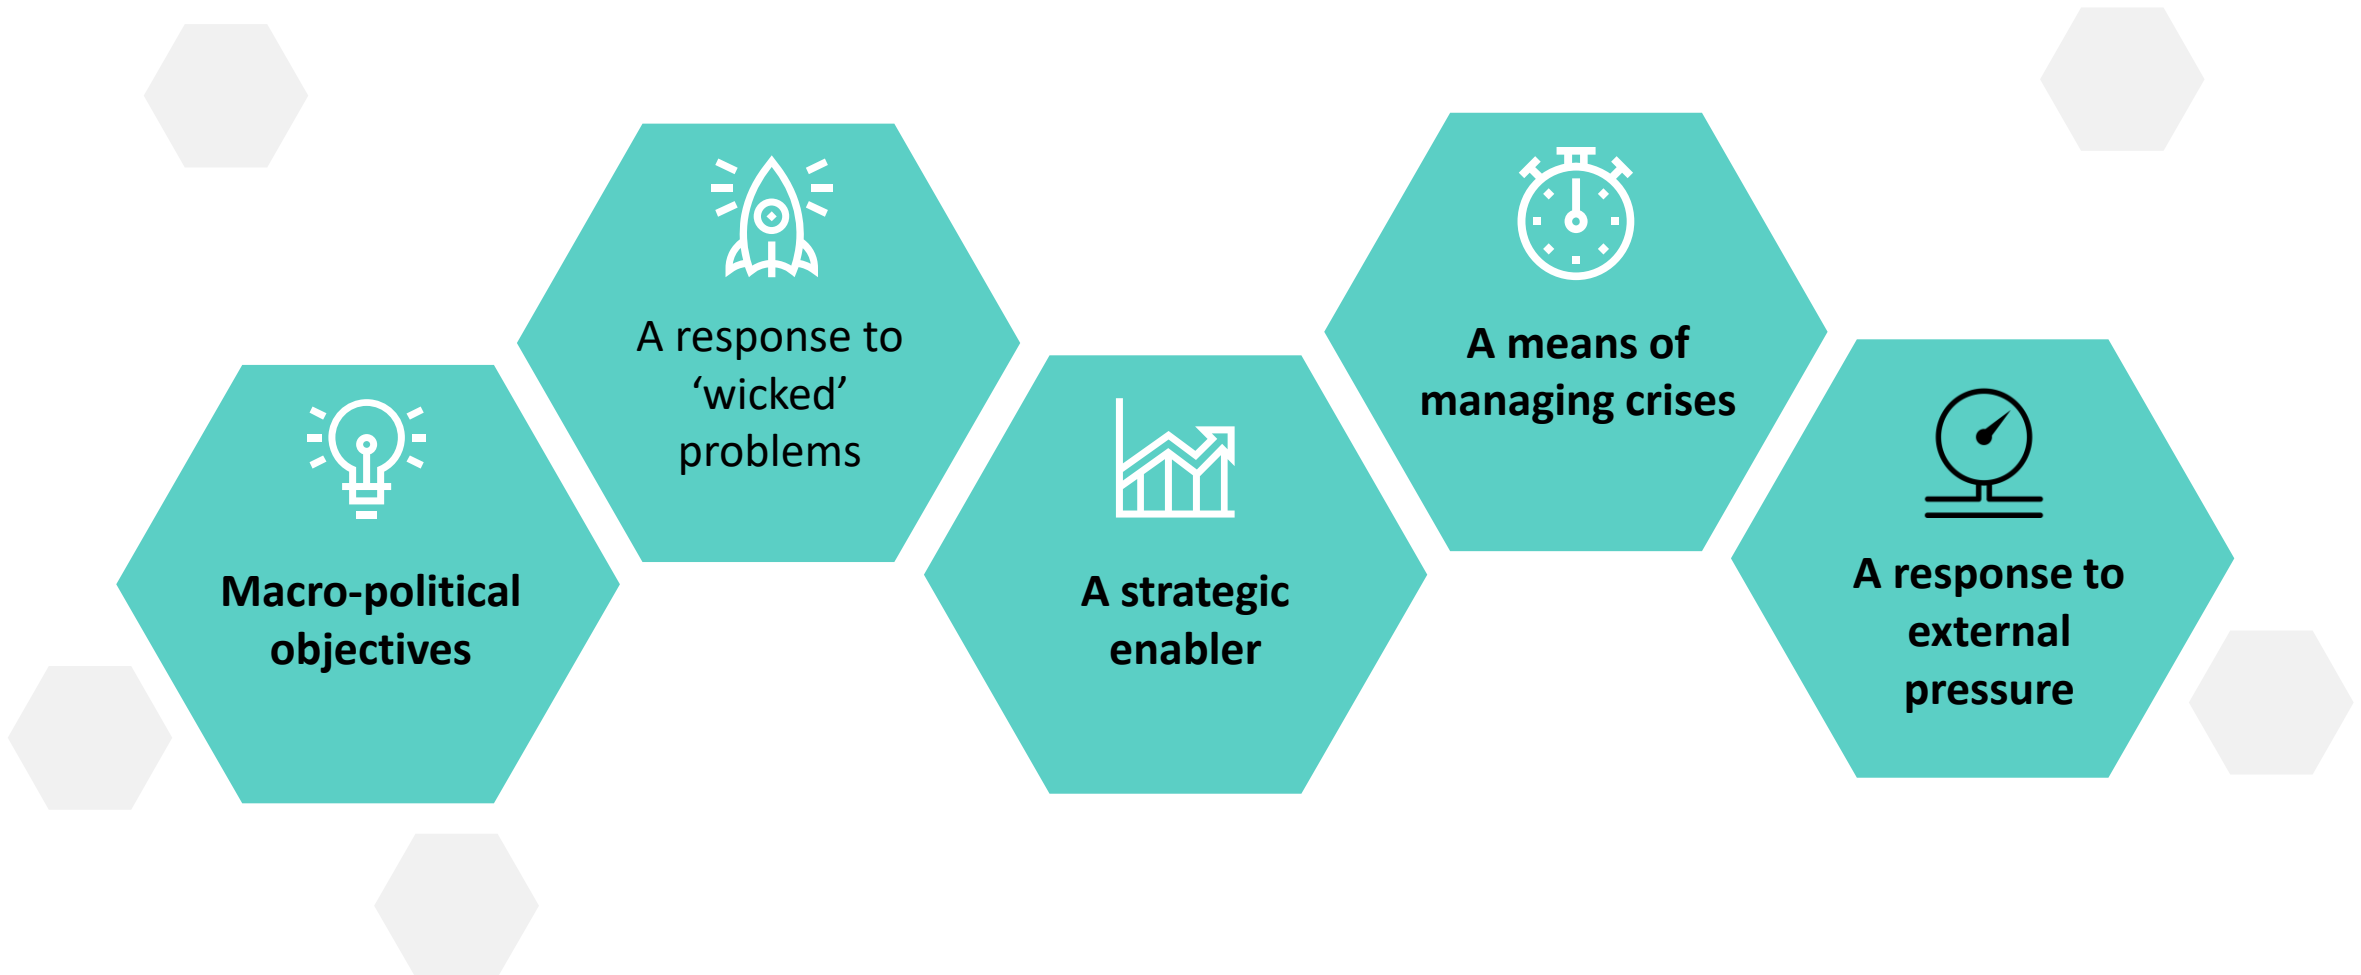 Macro-political
objectives
A response to
‘wicked’
problems
A strategic
enabler
A means of
managing crises
A response to
external
pressure